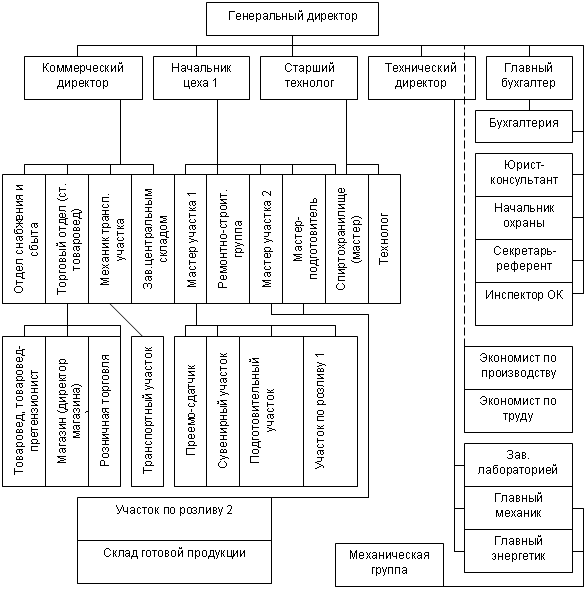 Генеральный директор
Коммерческий
директор
Начальник
цеха 1
Старший
технолог
Технический
директор
Главный
бухгалтер
Бухгалтерия
Юрист-
консультант
Начальник
охраны
Секретарь-
референт
Инспектор ОК
Отдел снабжения и
сбыта
Торговый отдел (ст.
товаровед)
Механик трансп.
участка
Зав.центральным
складом
Мастер участка 1
Ремонтно-строит.
группа
Мастер участка 2
Мастер-
подготовитель
Спиртохранилище
(мастер)
Технолог
Товаровед, товаровед-
претензионист
Магазин (директор
магазина)
Розничная торговля
Транспортный участок
Преемо-сдатчик
Сувенирный участок
Подготовительный
участок
Участок по розливу 1
Экономист по
производству
Экономист по
труду
Зав.
лабораторией
Главный
механик
Главный
энергетик
Участок по розливу 2
Склад готовой продукции
Механическая
группа